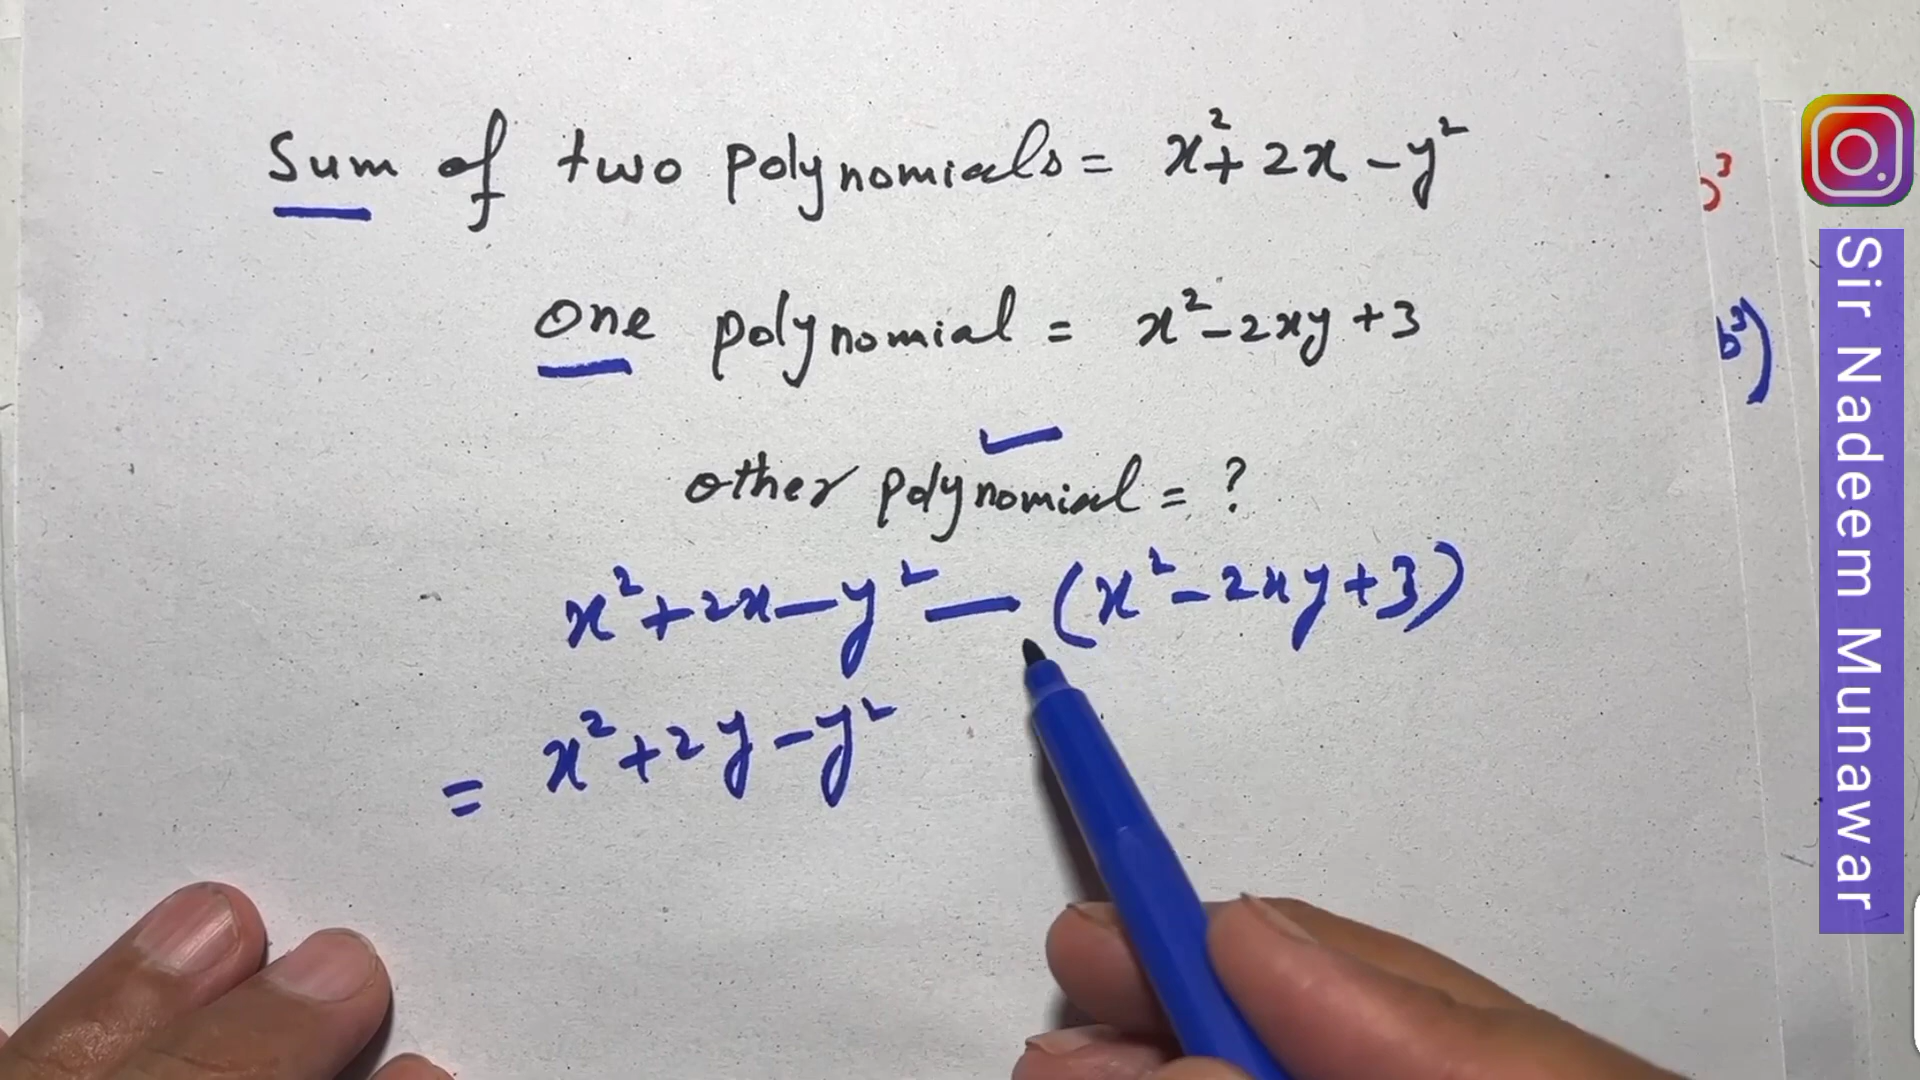 Sum of two polynomials = x² + 2x - y²
One polynomial = x² - 2xy + 3
other polynomial = ?
x² + 2x - y² - (x² - 2xy + 3)
= x² + 2y - y²
b³)
Sir Nadeem Munawar